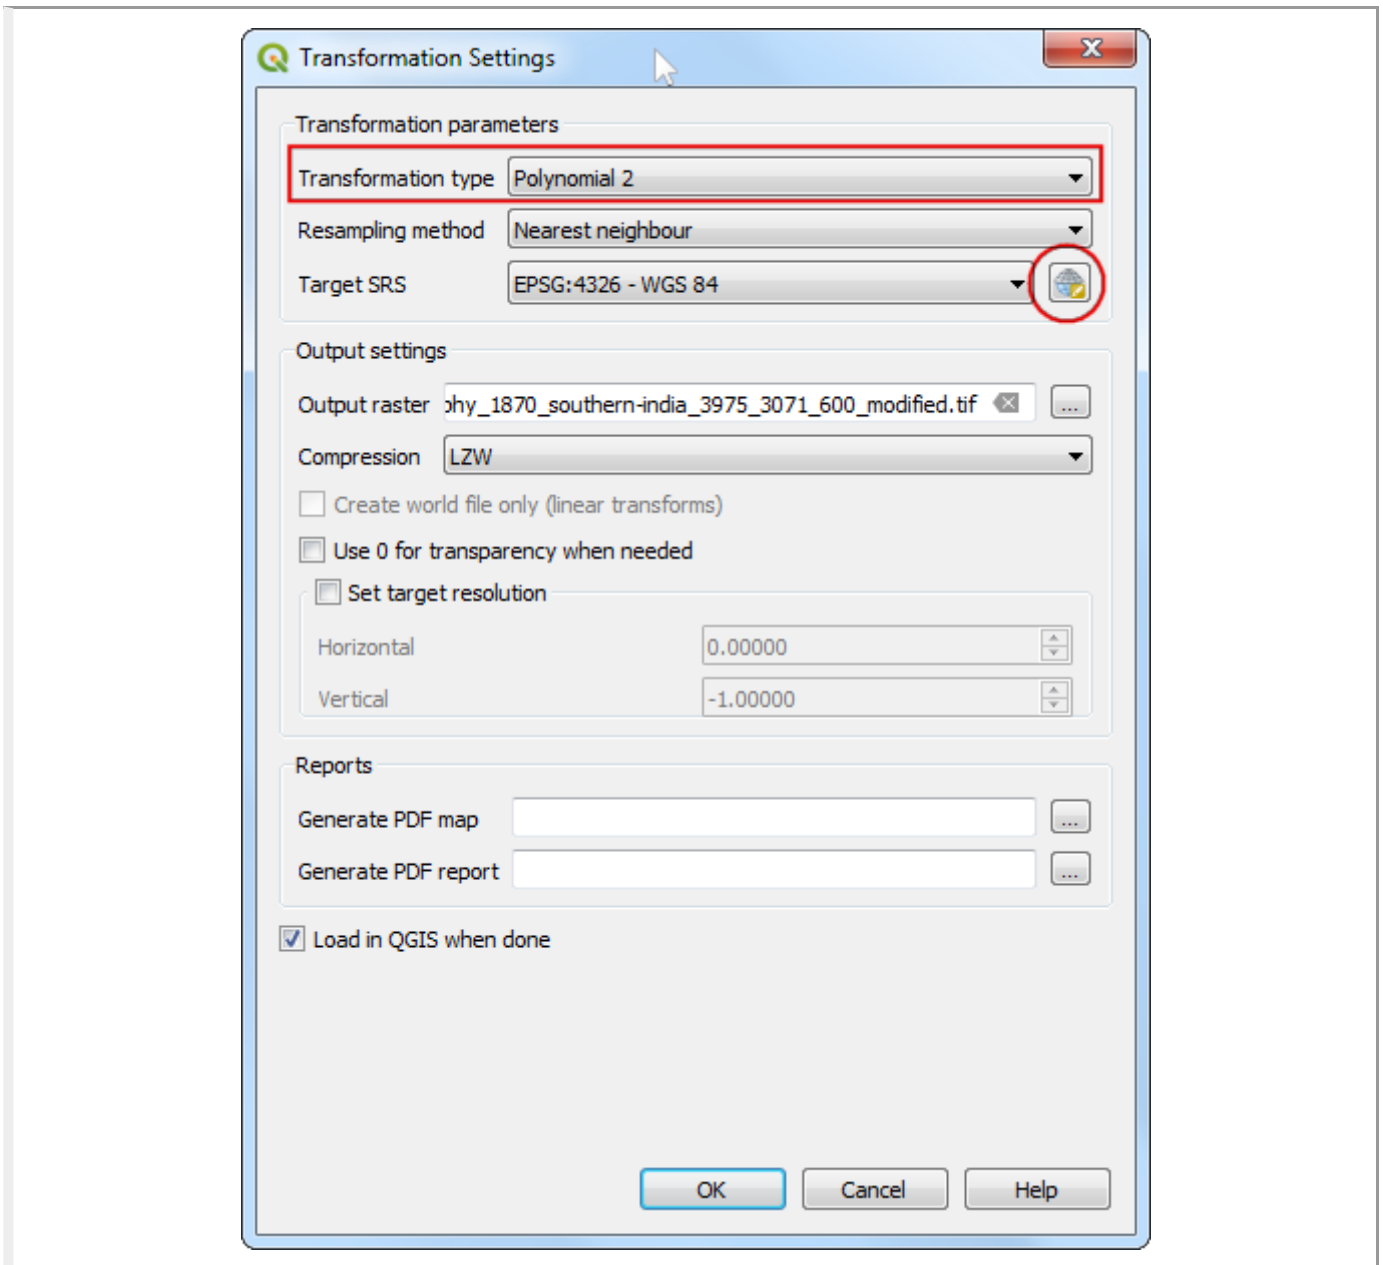 Transformation Settings
Transformation parameters
Transformation type Polynomial 2
Resampling method Nearest neighbour
Target SRS EPSG:4326 - WGS 84
Output settings
Output raster phy_1870_southern-india_3975_3071_600_modified.tif ...
Compression LZW
Create world file only (linear transforms)
Use 0 for transparency when needed
Set target resolution
Horizontal 0.00000
Vertical -1.00000
Reports
Generate PDF map ...
Generate PDF report ...
Load in QGIS when done
OK Cancel Help